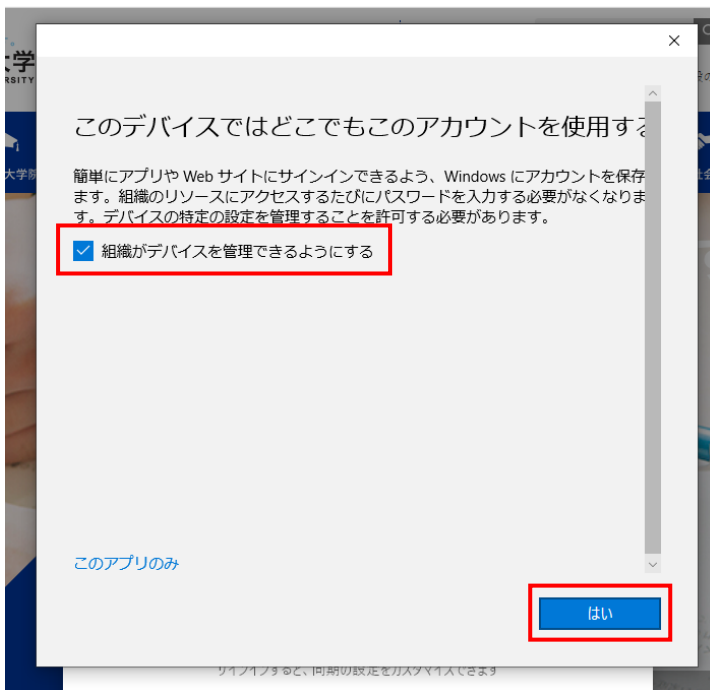 学
RSITY
大学院
このデバイスではどこでもこのアカウントを使用する
簡単にアプリや Web サイトにサインインできるよう、Windows にアカウントを保存
ます。組織のリソースにアクセスするたびにパスワードを入力する必要がなくなりま
す。デバイスの特定の設定を管理することを許可する必要があります。
組織がデバイスを管理できるようにする
このアプリのみ
はい